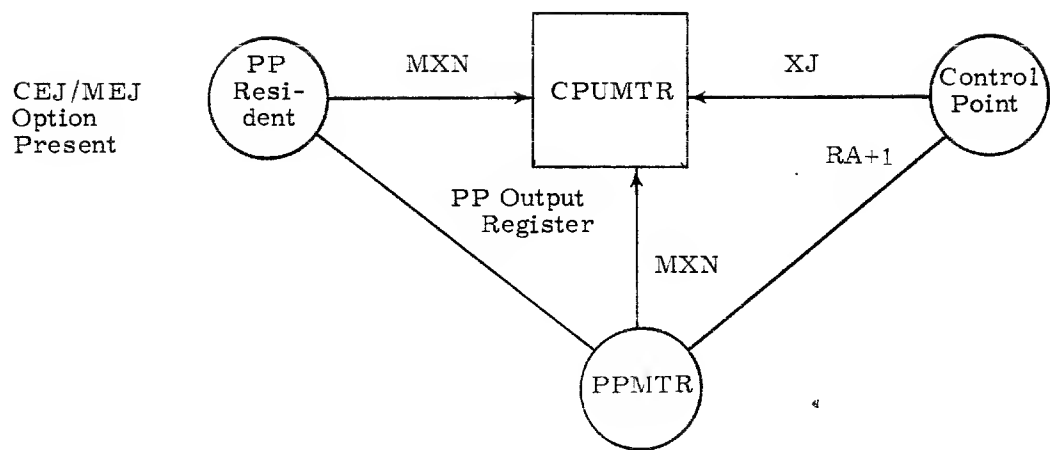 CEJ/MEJ
Option
Present
PP
Resi-
dent
MXN
CPUMTR
XJ
Control
Point
RA+1
PP Output
Register
MXN
PPMTR